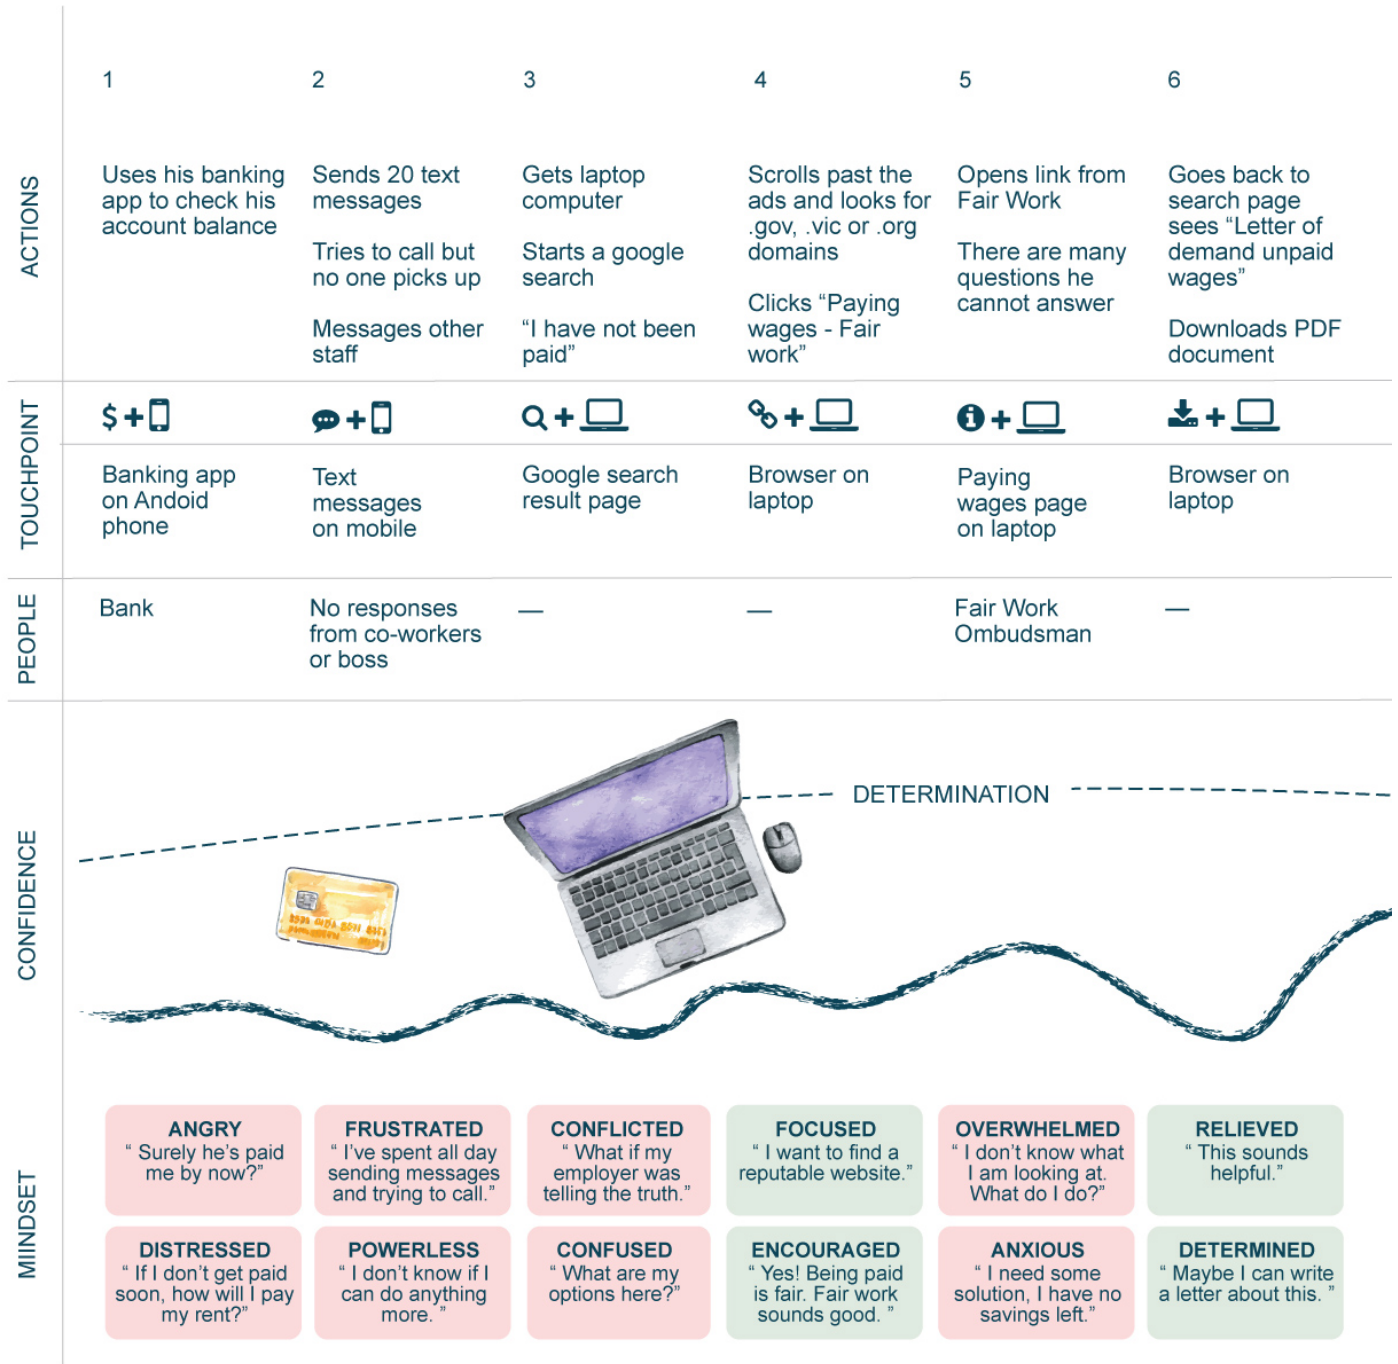 1
2
3
4
5
6
ACTIONS
Uses his banking
app to check his
account balance
Sends 20 text
messages
Tries to call but
no one picks up
Messages other
staff
Gets laptop
computer
Starts a google
search
“I have not been
paid”
Scrolls past the
ads and looks for
.gov, .vic or .org
domains
Clicks “Paying
wages - Fair
work”
Opens link from
Fair Work
There are many
questions he
cannot answer
Goes back to
search page
sees “Letter of
demand unpaid
wages”
Downloads PDF
document
TOUCHPOINT
$ +
+
+
+
+
+
Banking app
on Andoid
phone
Text
messages
on mobile
Google search
result page
Browser on
laptop
Paying
wages page
on laptop
Browser on
laptop
PEOPLE
Bank
No responses
from co-workers
or boss
—
—
Fair Work
Ombudsman
—
CONFIDENCE
DETERMINATION
MIINDSET
ANGRY
“ Surely he’s paid
me by now?”
FRUSTRATED
“ I’ve spent all day
sending messages
and trying to call.”
CONFLICTED
“ What if my
employer was
telling the truth.”
FOCUSED
“ I want to find a
reputable website.”
OVERWHELMED
“ I don’t know what
I am looking at.
What do I do?”
RELIEVED
“ This sounds
helpful.”
DISTRESSED
“ If I don’t get paid
soon, how will I pay
my rent?”
POWERLESS
“ I don’t know if I
can do anything
more. ”
CONFUSED
“ What are my
options here?”
ENCOURAGED
“ Yes! Being paid
is fair. Fair work
sounds good. ”
ANXIOUS
“ I need some
solution, I have no
savings left.”
DETERMINED
“ Maybe I can write
a letter about this. ”